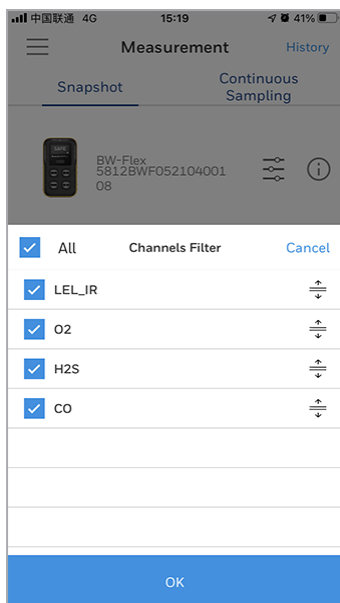 中国联通 4G 15:19 41%
Measurement History
Snapshot Continuous
Sampling
SAFE
BW-Flex
5812BWF052104001
08
All Channels Filter Cancel
LEL_IR
O2
H2S
CO
OK